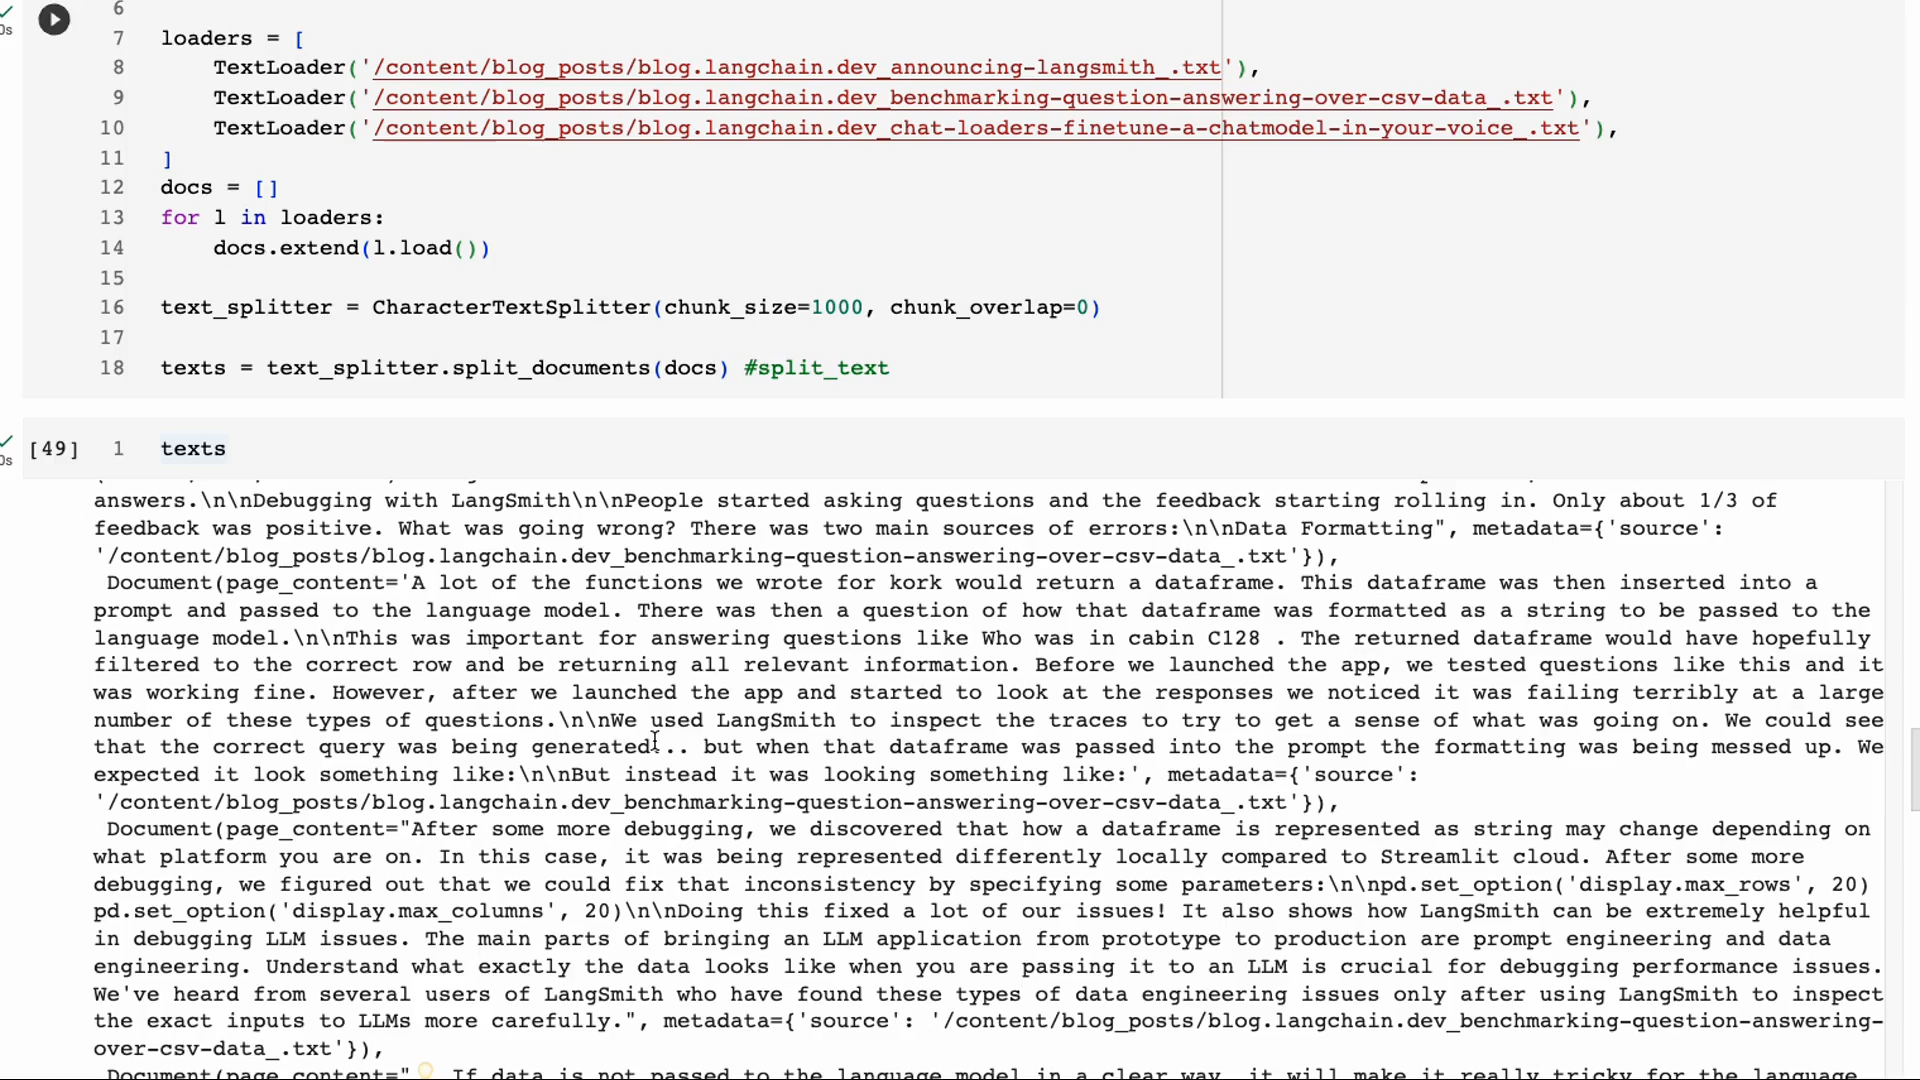 6
7 loaders = [
8 TextLoader('/content/blog_posts/blog.langchain.dev_announcing-langsmith_.txt'),
9 TextLoader('/content/blog_posts/blog.langchain.dev_benchmarking-question-answering-over-csv-data_.txt'),
10 TextLoader('/content/blog_posts/blog.langchain.dev_chat-loaders-finetune-a-chatmodel-in-your-voice_.txt'),
11 ]
12 docs = []
13 for l in loaders:
14 docs.extend(l.load())
15
16 text_splitter = CharacterTextSplitter(chunk_size=1000, chunk_overlap=0)
17
18 texts = text_splitter.split_documents(docs) #split_text
[49] 1 texts
answers.\n\nDebugging with LangSmith\n\nPeople started asking questions and the feedback starting rolling in. Only about 1/3 of
feedback was positive. What was going wrong? There was two main sources of errors:\n\nData Formatting", metadata={'source':
'/content/blog_posts/blog.langchain.dev_benchmarking-question-answering-over-csv-data_.txt'}),
Document(page_content='A lot of the functions we wrote for kork would return a dataframe. This dataframe was then inserted into a
prompt and passed to the language model. There was then a question of how that dataframe was formatted as a string to be passed to the
language model.\n\nThis was important for answering questions like Who was in cabin C128 . The returned dataframe would have hopefully
filtered to the correct row and be returning all relevant information. Before we launched the app, we tested questions like this and it
was working fine. However, after we launched the app and started to look at the responses we noticed it was failing terribly at a large
number of these types of questions.\n\nWe used LangSmith to inspect the traces to try to get a sense of what was going on. We could see
that the correct query was being generated... but when that dataframe was passed into the prompt the formatting was being messed up. We
expected it look something like:\n\nBut instead it was looking something like:', metadata={'source':
'/content/blog_posts/blog.langchain.dev_benchmarking-question-answering-over-csv-data_.txt'}),
Document(page_content="After some more debugging, we discovered that how a dataframe is represented as string may change depending on
what platform you are on. In this case, it was being represented differently locally compared to Streamlit cloud. After some more
debugging, we figured out that we could fix that inconsistency by specifying some parameters:\n\npd.set_option('display.max_rows', 20)
pd.set_option('display.max_columns', 20)\n\nDoing this fixed a lot of our issues! It also shows how LangSmith can be extremely helpful
in debugging LLM issues. The main parts of bringing an LLM application from prototype to production are prompt engineering and data
engineering. Understand what exactly the data looks like when you are passing it to an LLM is crucial for debugging performance issues.
We've heard from several users of LangSmith who have found these types of data engineering issues only after using LangSmith to inspect
the exact inputs to LLMs more carefully.", metadata={'source': '/content/blog_posts/blog.langchain.dev_benchmarking-question-answering-
over-csv-data_.txt'}),
Document(page_content="💡 If data is not passed to the language model in a clear way, it will make it really tricky for the language